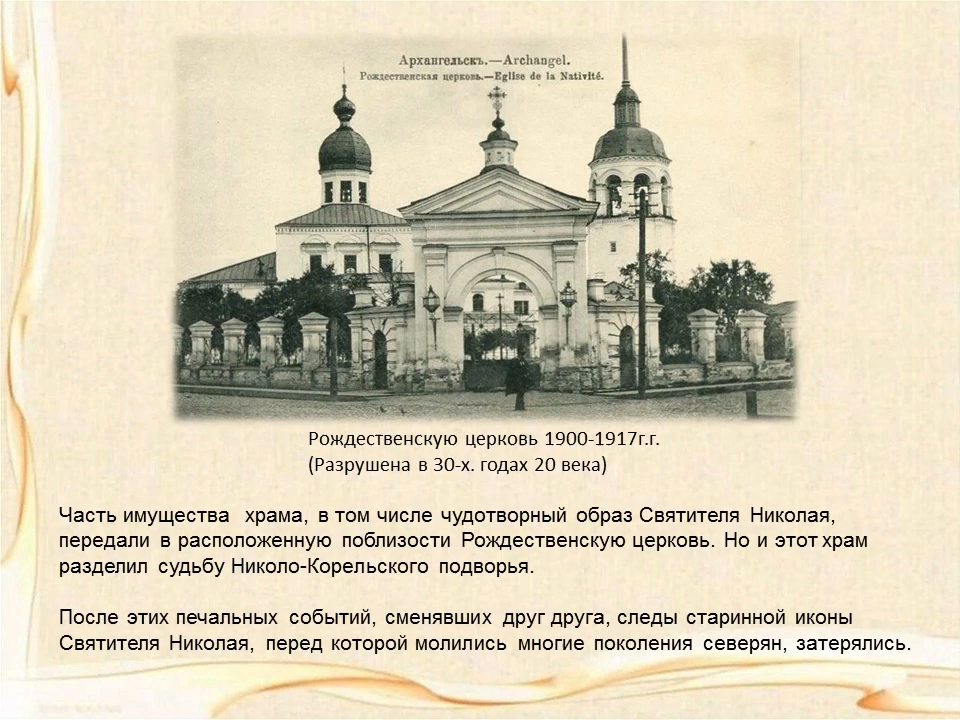 Архангельскъ.—Archangel.
Рождественская церковь.—Eglise de la Nativité.
Рождественскую церковь 1900-1917г.г.
(Разрушена в 30-х. годах 20 века)
Часть имущества храма, в том числе чудотворный образ Святителя Николая,
передали в расположенную поблизости Рождественскую церковь. Но и этот храм
разделил судьбу Николо-Корельского подворья.
После этих печальных событий, сменявших друг друга, следы старинной иконы
Святителя Николая, перед которой молились многие поколения северян, затерялись.